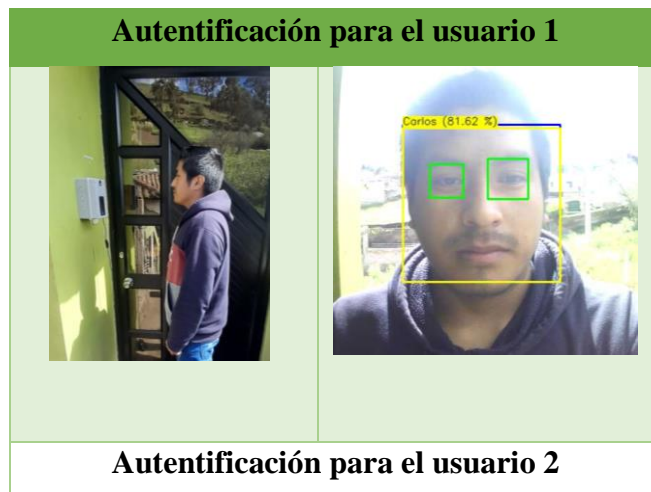 Autentificación para el usuario 1
Carlos (81.62 %)
Autentificación para el usuario 2